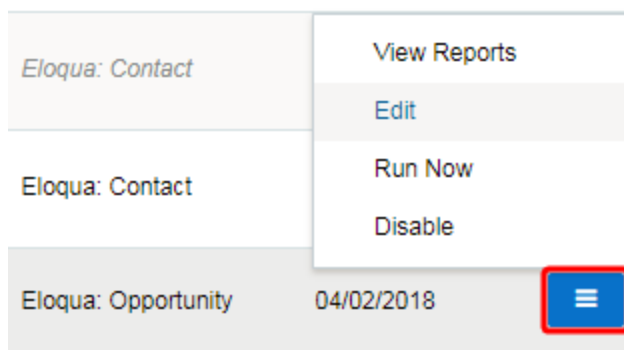 Eloqua: Contact
View Reports
Edit
Run Now
Eloqua: Contact
Disable
Eloqua: Opportunity 04/02/2018